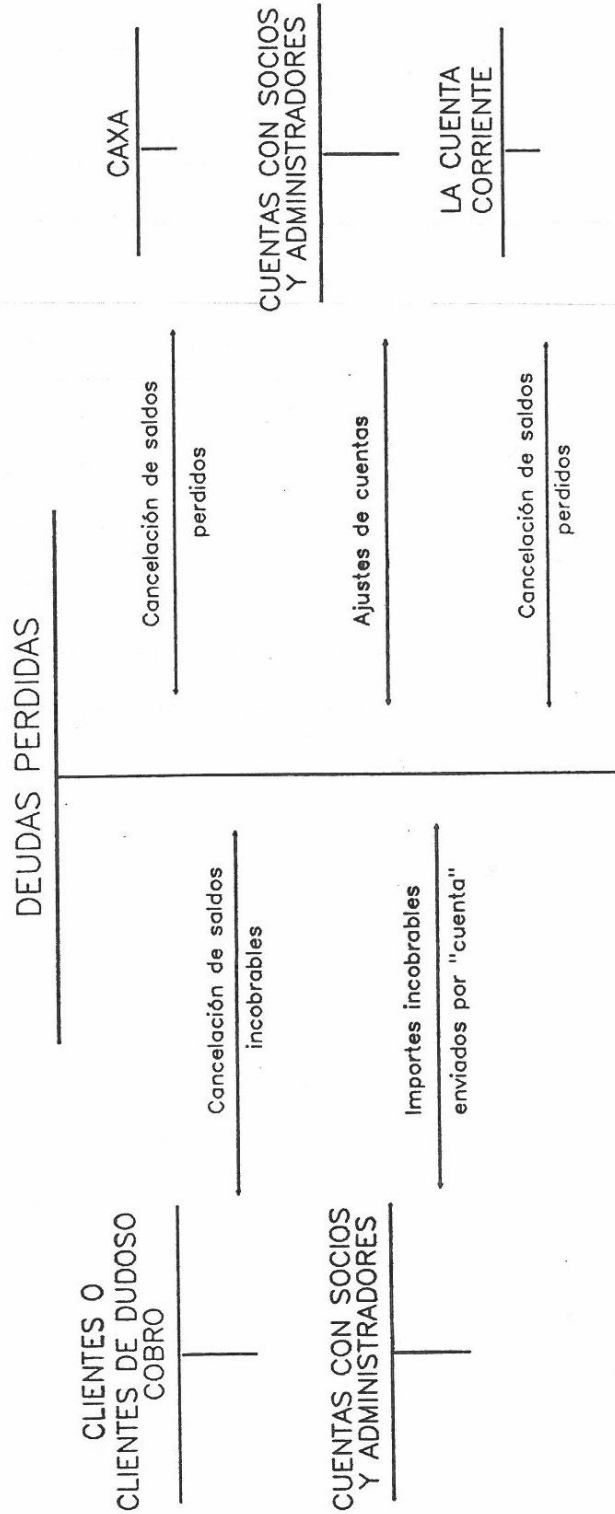 DEUDAS PERDIDAS
CLIENTES O
CLIENTES DE DUDOSO
COBRO
Cancelación de saldos
incobrables
CUENTAS CON SOCIOS
Y ADMINISTRADORES
Importes incobrables
enviados por "cuenta"
Cancelación de saldos
perdidos
CAXA
Ajustes de cuentas
CUENTAS CON SOCIOS
Y ADMINISTRADORES
Cancelación de saldos
perdidos
LA CUENTA
CORRIENTE